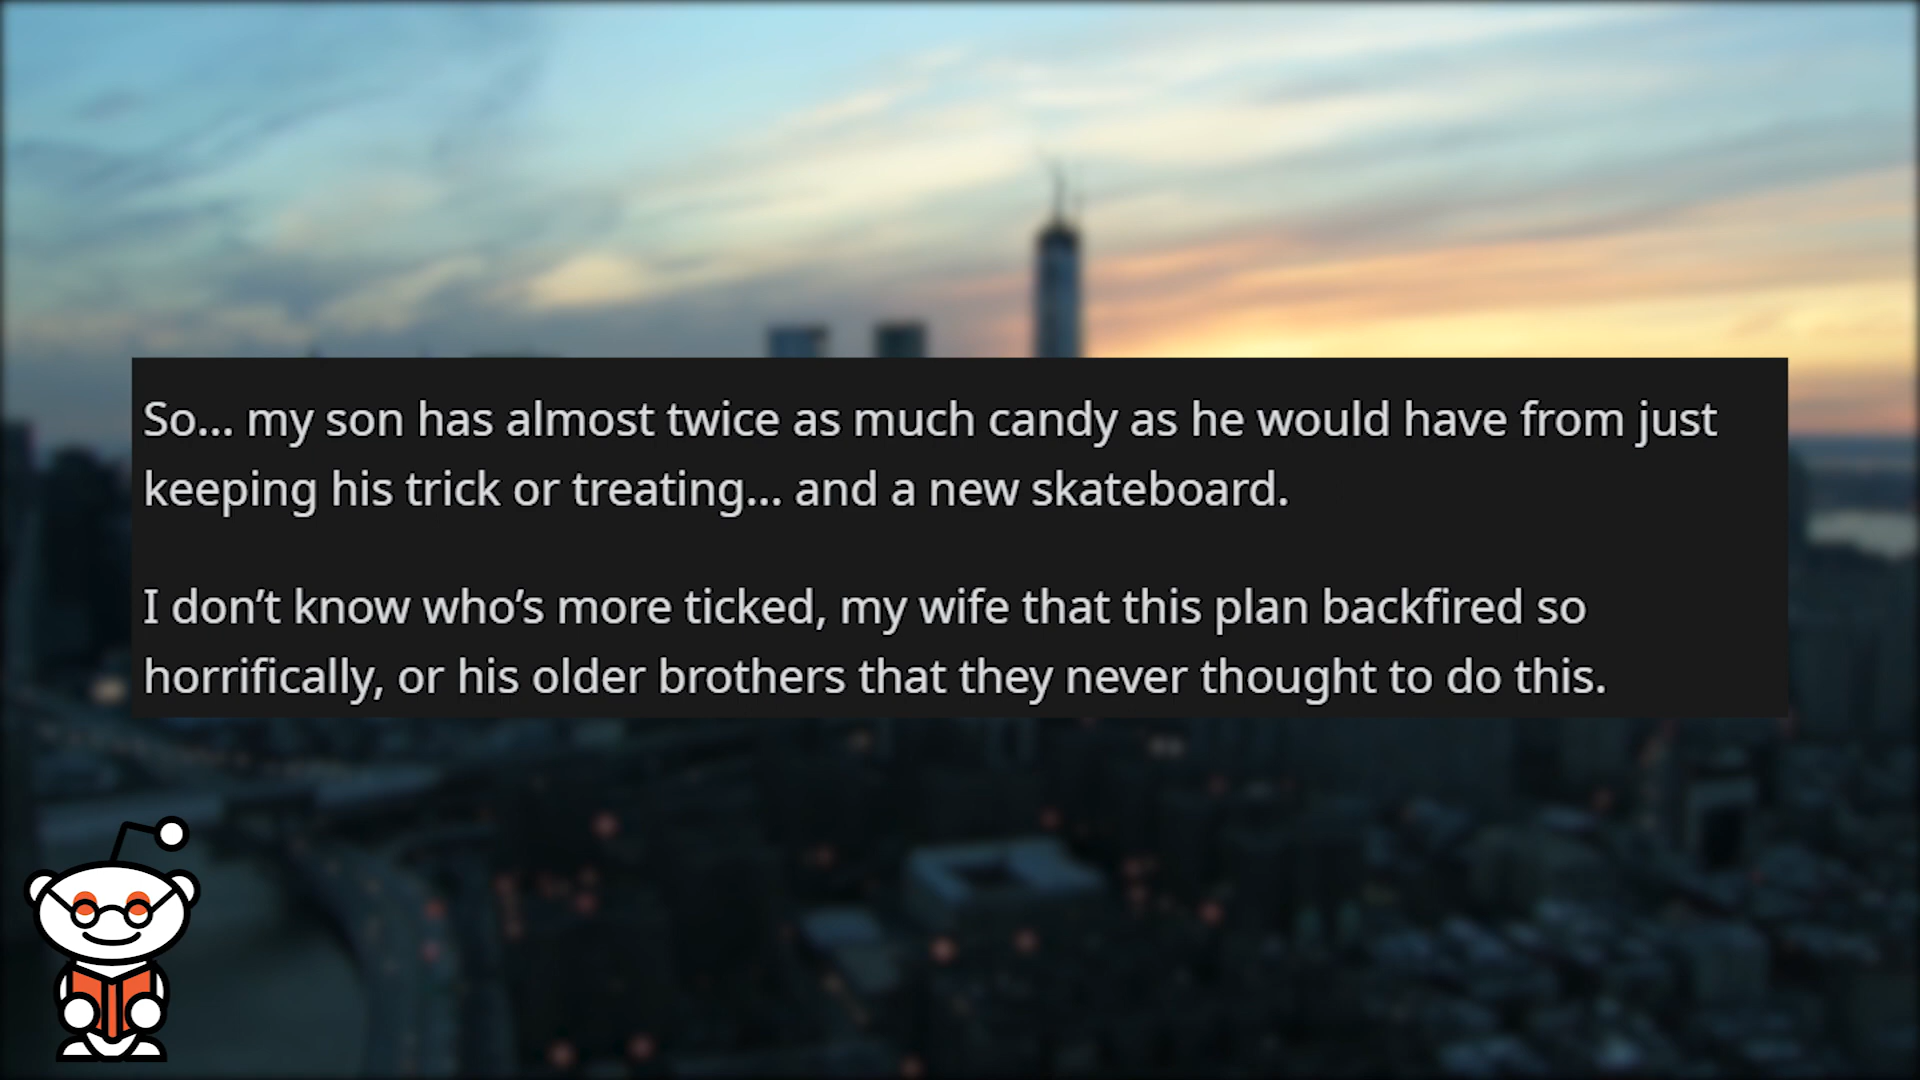 So... my son has almost twice as much candy as he would have from just
keeping his trick or treating... and a new skateboard.
I don’t know who’s more ticked, my wife that this plan backfired so
horrifically, or his older brothers that they never thought to do this.